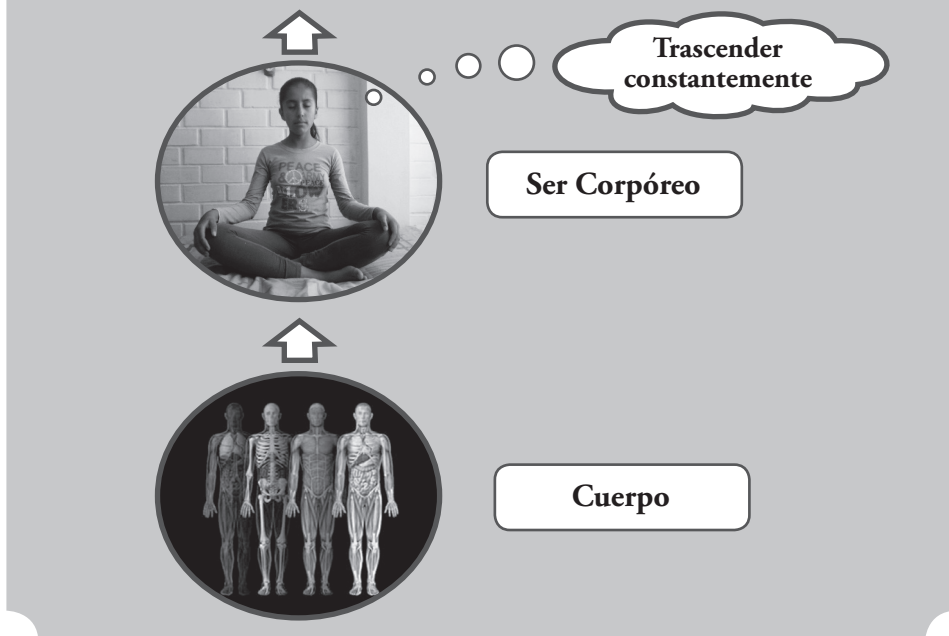 Trascender
constantemente
PEACE
Ser Corpóreo
Cuerpo